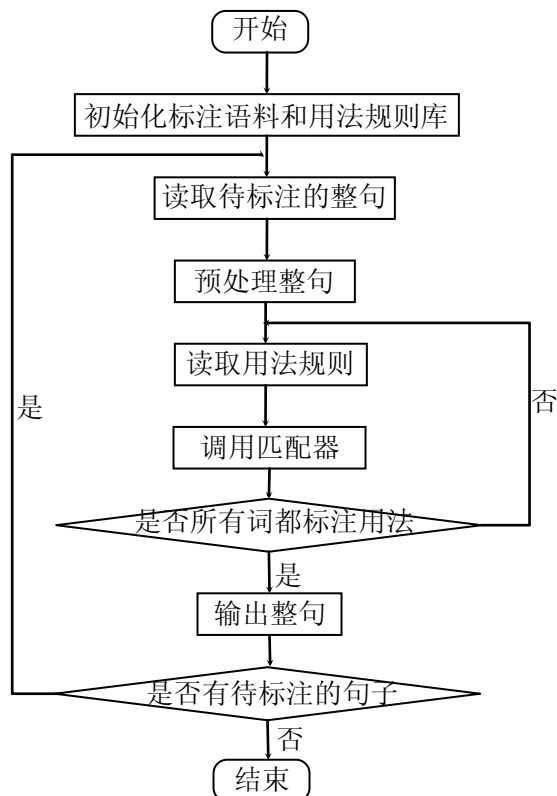 开始
初始化标注语料和用法规则库
读取待标注的整句
预处理整句
读取用法规则
是
否
调用匹配器
是否所有词都标注用法
是
输出整句
是否有待标注的句子
否
结束